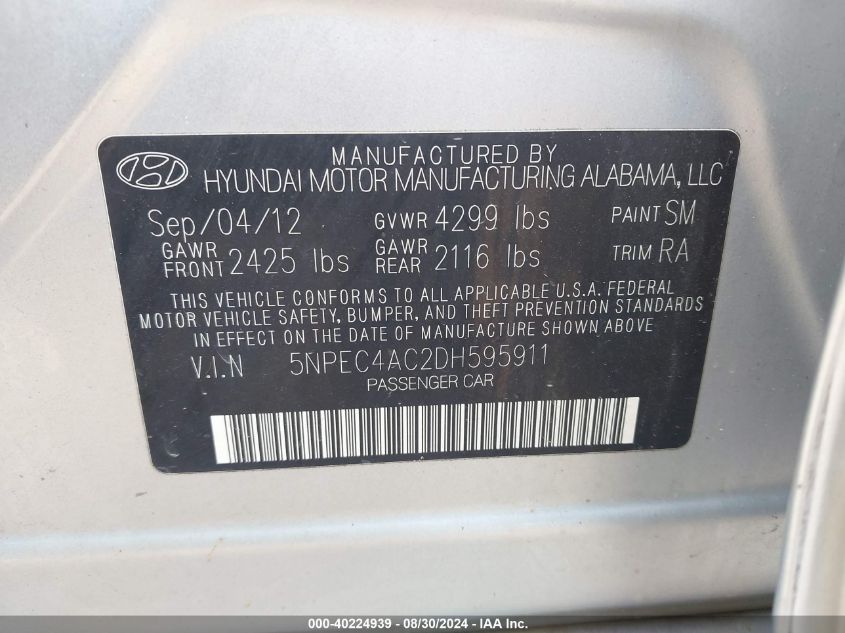 MANUFACTURED BY
HYUNDAI MOTOR MANUFACTURING ALABAMA, LLC
Sep/04/12 GVWR 4299 lbs PAINT SM
GAWR FRONT 2425 lbs GAWR REAR 2116 lbs TRIM RA
THIS VEHICLE CONFORMS TO ALL APPLICABLE U.S.A. FEDERAL
MOTOR VEHICLE SAFETY, BUMPER, AND THEFT PREVENTION STANDARDS
IN EFFECT ON THE DATE OF MANUFACTURE SHOWN ABOVE
V.I.N 5NPEC4AC2DH595911
PASSENGER CAR
000-40224939 - 08/30/2024 - IAA Inc.